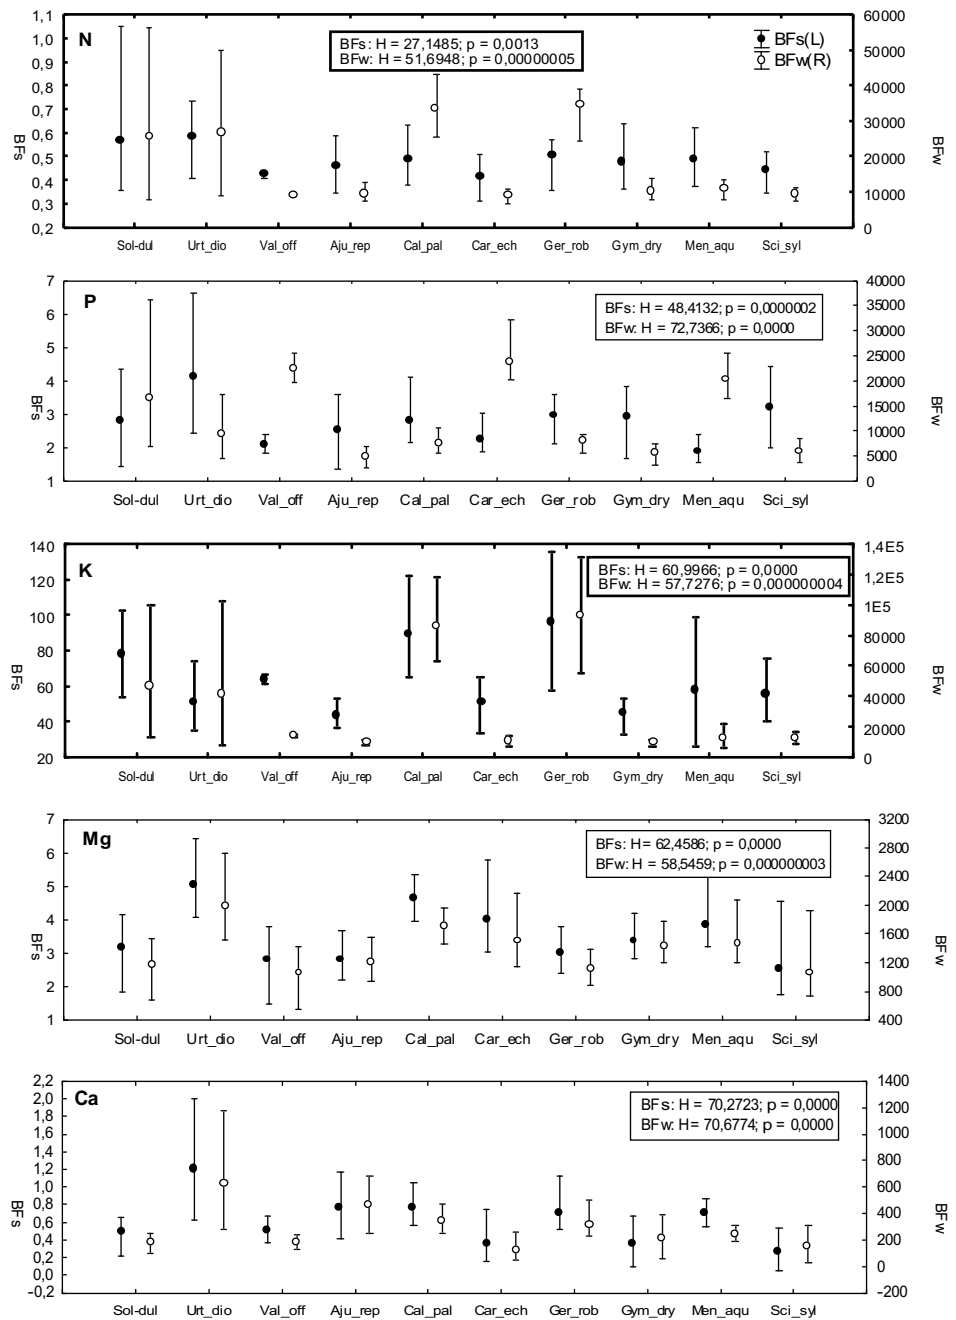 N
BFs: H = 27,1485; p = 0,0013
BFw: H = 51,6948; p = 0,00000005
BFs(L)
BFw(R)
1,1
1,0
0,9
0,8
0,7
0,6
0,5
0,4
0,3
0,2
BFs
60000
50000
40000
30000
20000
10000
0
BFw
Sol-dul Urt_dio Val_off Aju_rep Cal_pal Car_ech Ger_rob Gym_dry Men_aqu Sci_syl
P
BFs: H = 48,4132; p = 0,0000002
BFw: H = 72,7366; p = 0,0000
7
6
5
4
3
2
1
BFs
40000
35000
30000
25000
20000
15000
10000
5000
0
BFw
Sol-dul Urt_dio Val_off Aju_rep Cal_pal Car_ech Ger_rob Gym_dry Men_aqu Sci_syl
K
BFs: H = 60,9966; p = 0,0000
BFw: H = 57,7276; p = 0,000000004
140
120
100
80
60
40
20
BFs
1,4E5
1,2E5
1E5
80000
60000
40000
20000
0
BFw
Sol-dul Urt_dio Val_off Aju_rep Cal_pal Car_ech Ger_rob Gym_dry Men_aqu Sci_syl
Mg
BFs: H = 62,4586; p = 0,0000
BFw: H = 58,5459; p = 0,000000003
7
6
5
4
3
2
1
BFs
3200
2800
2400
2000
1600
1200
800
400
BFw
Sol-dul Urt_dio Val_off Aju_rep Cal_pal Car_ech Ger_rob Gym_dry Men_aqu Sci_syl
Ca
BFs: H = 70,2723; p = 0,0000
BFw: H= 70,6774; p = 0,0000
2,2
2,0
1,8
1,6
1,4
1,2
1,0
0,8
0,6
0,4
0,2
0,0
-0,2
BFs
1400
1200
1000
800
600
400
200
0
-200
BFw
Sol-dul Urt_dio Val_off Aju_rep Cal_pal Car_ech Ger_rob Gym_dry Men_aqu Sci_syl